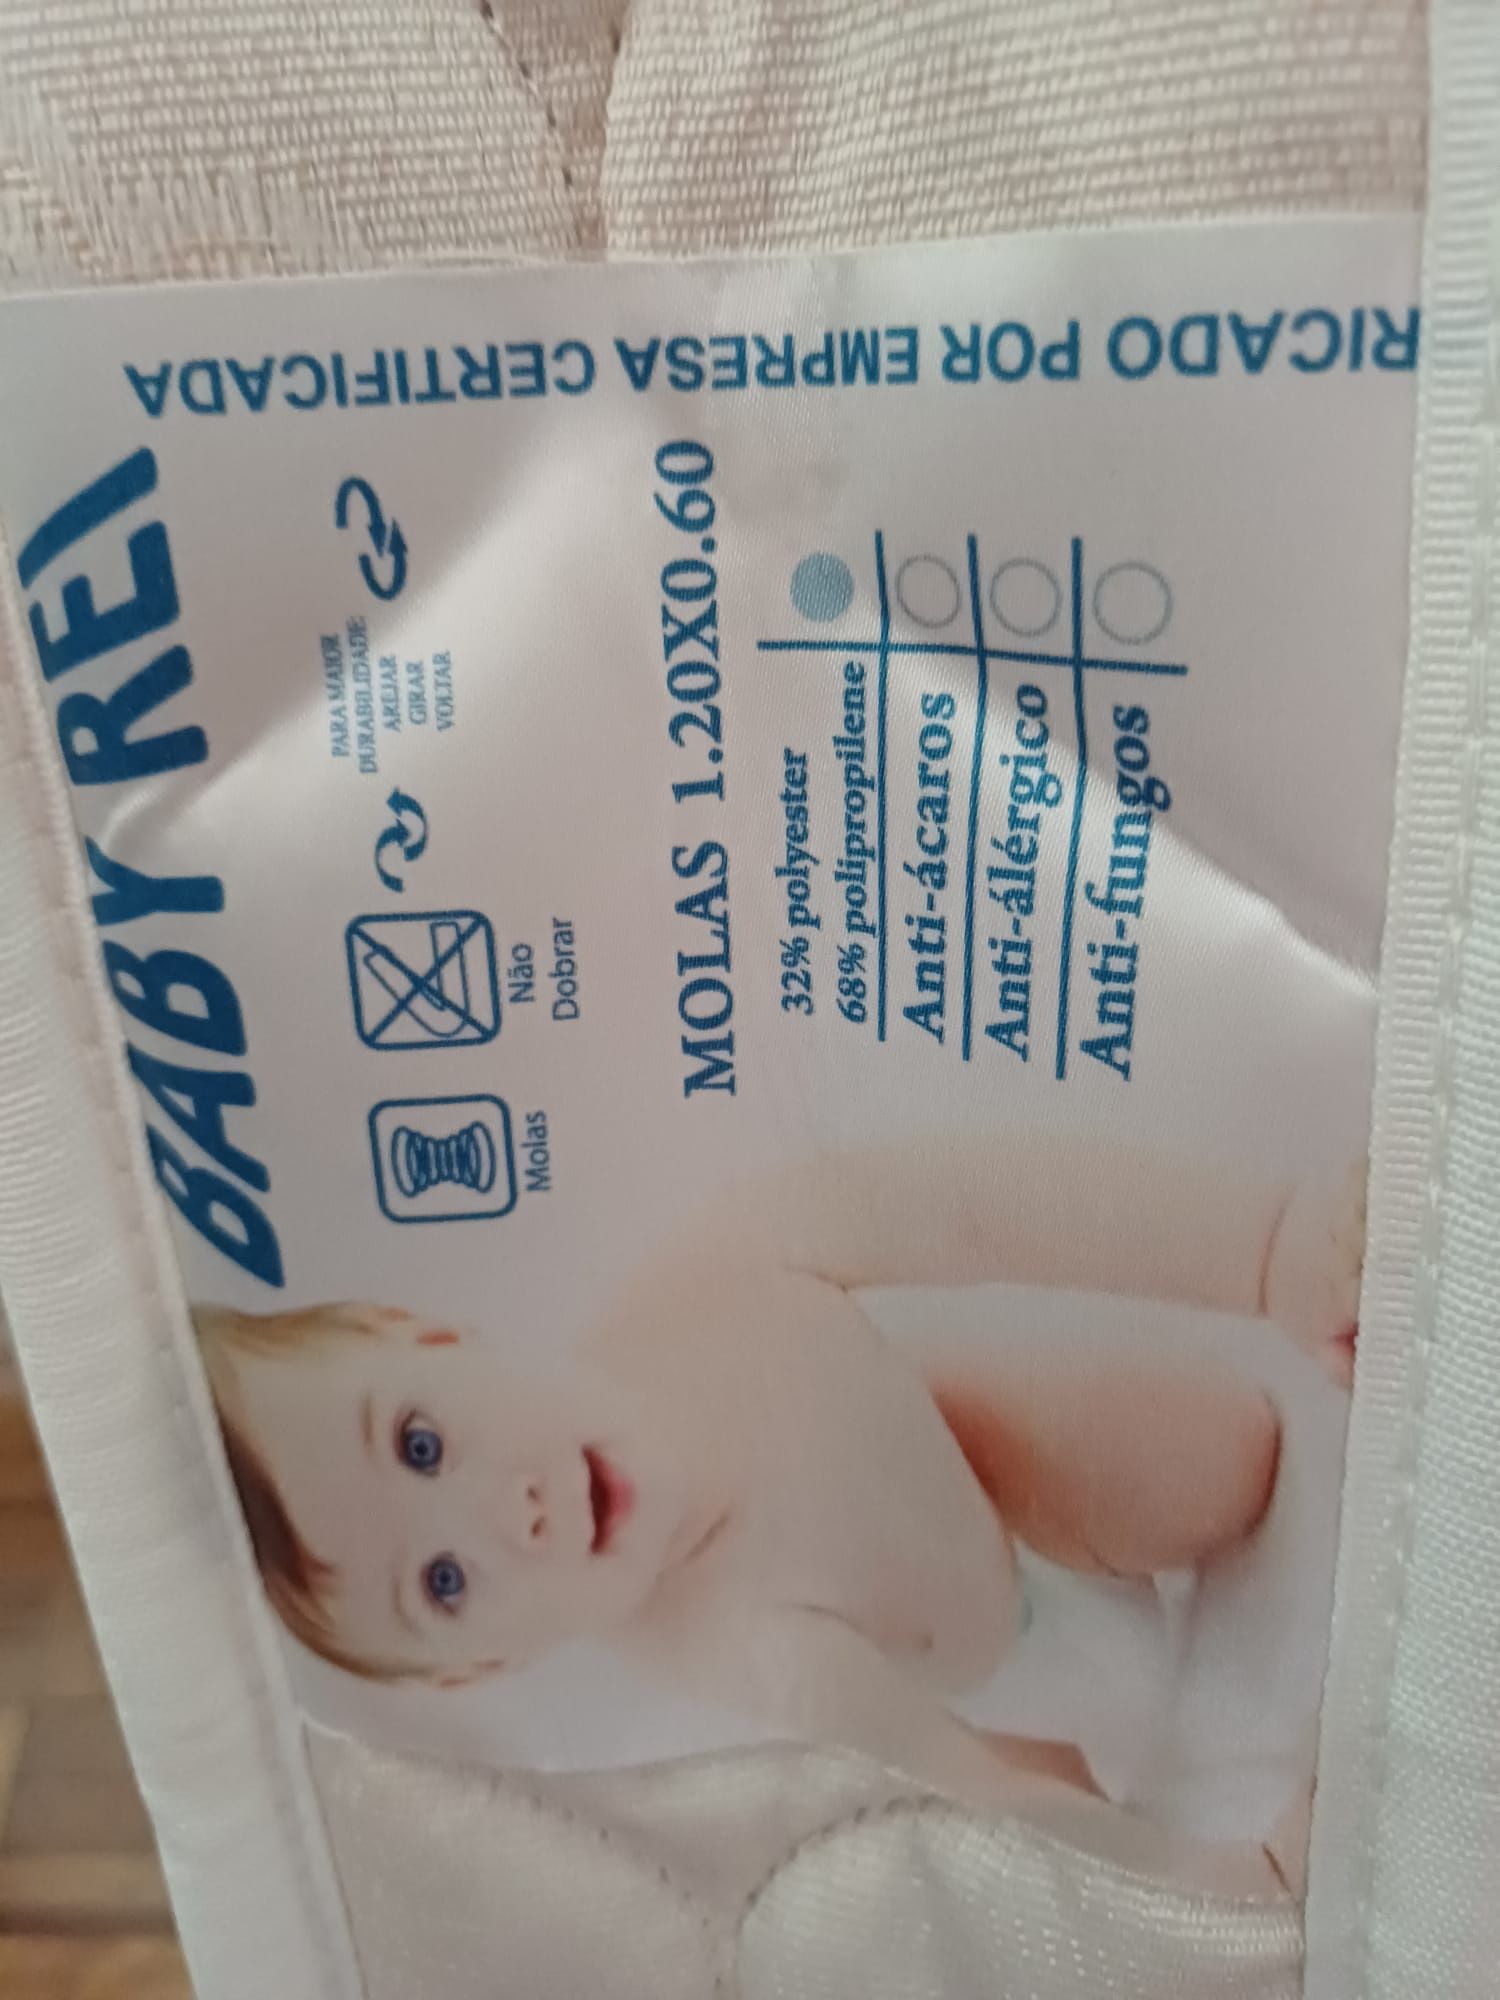 BABY REI
Molas
Não
Dobrar
PARA MAIOR
DURABILIDADE:
AREJAR
GIRAR
VOLTAR
MOLAS 1.20X0.60
32% polyester
68% polipropilene
Anti-ácaros
Anti-álérgico
Anti-fungos
RICADO POR EMPRESA CERTIFICADA